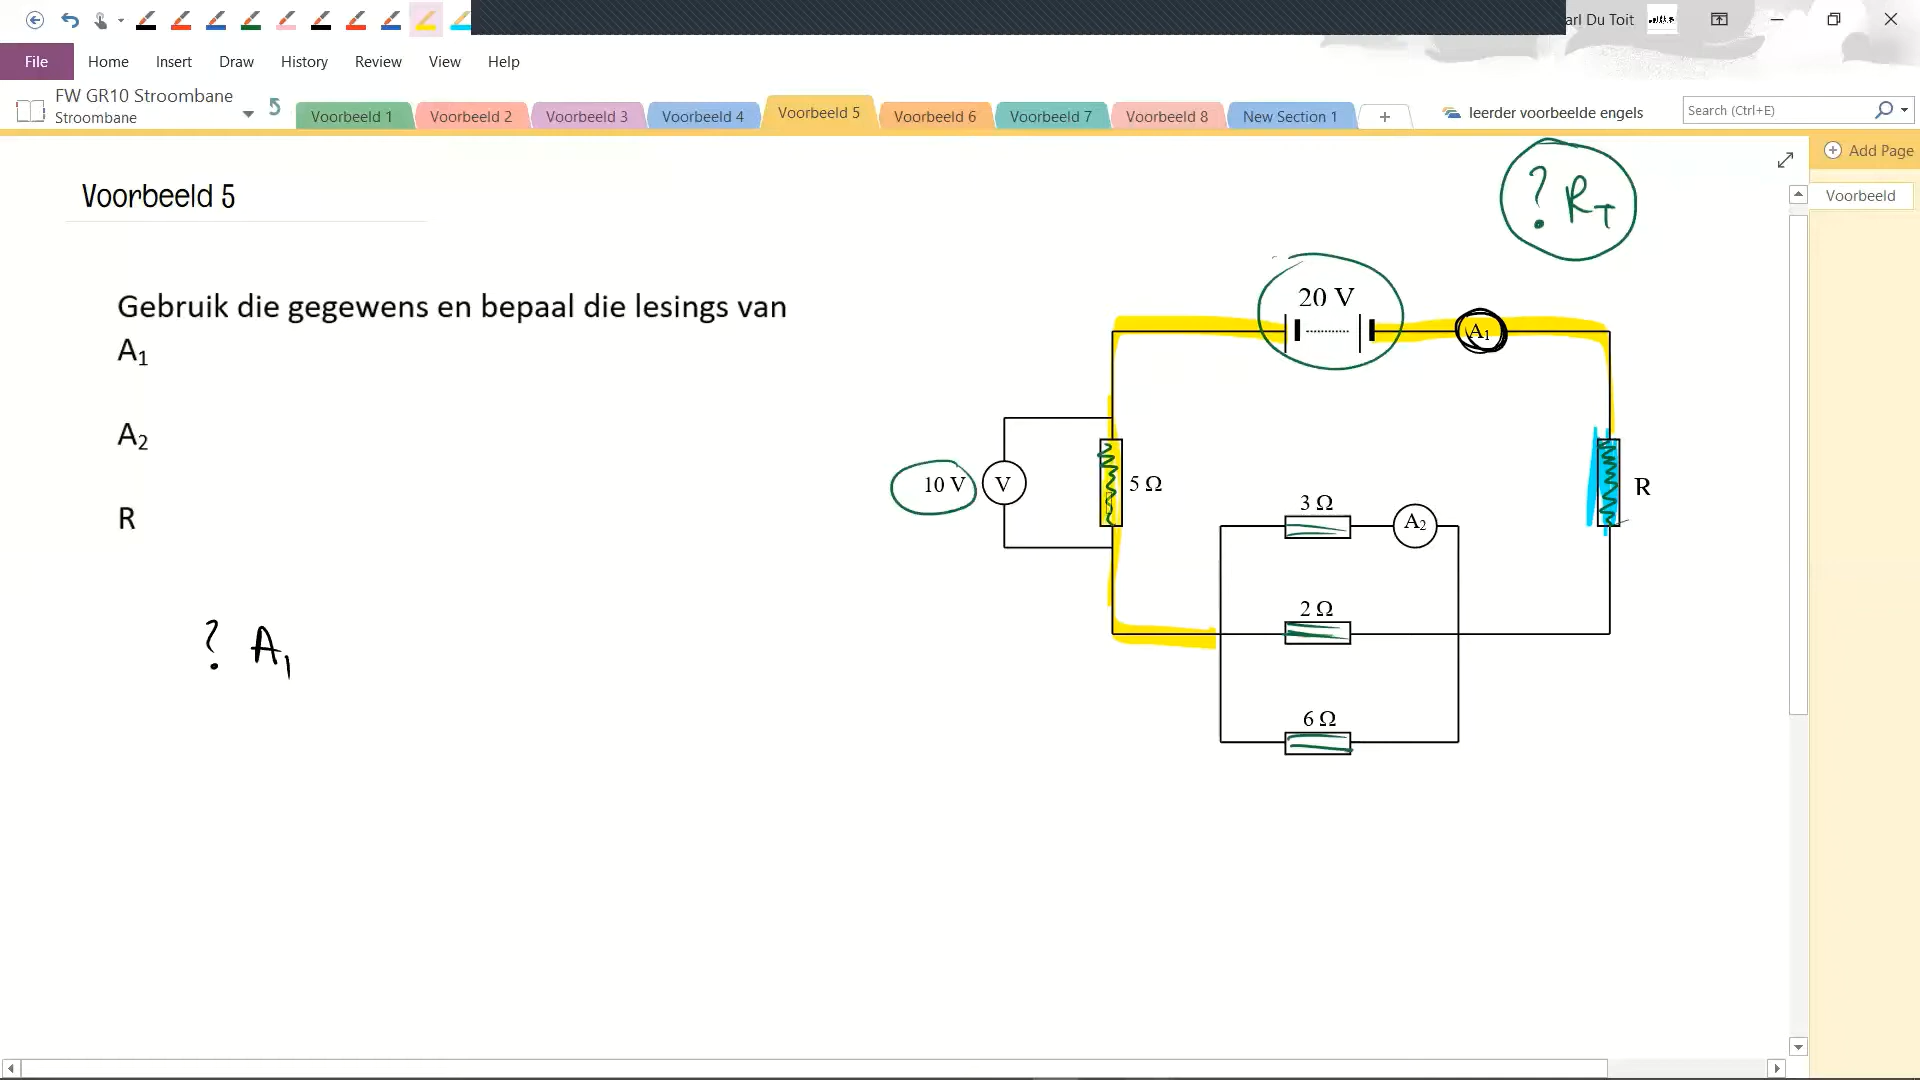 arl Du Toit
File Home Insert Draw History Review View Help
FW GR10 Stroombane
Stroombane
Voorbeeld 1 Voorbeeld 2 Voorbeeld 3 Voorbeeld 4 Voorbeeld 5 Voorbeeld 6 Voorbeeld 7 Voorbeeld 8 New Section 1 + leerder voorbeelde engels Search (Ctrl+E)
Add Page
Voorbeeld
Voorbeeld 5
? RT
Gebruik die gegewens en bepaal die lesings van
A1
A2
R
? A1
20 V
A1
10 V V 5 Ω
R
3 Ω
A2
2 Ω
6 Ω